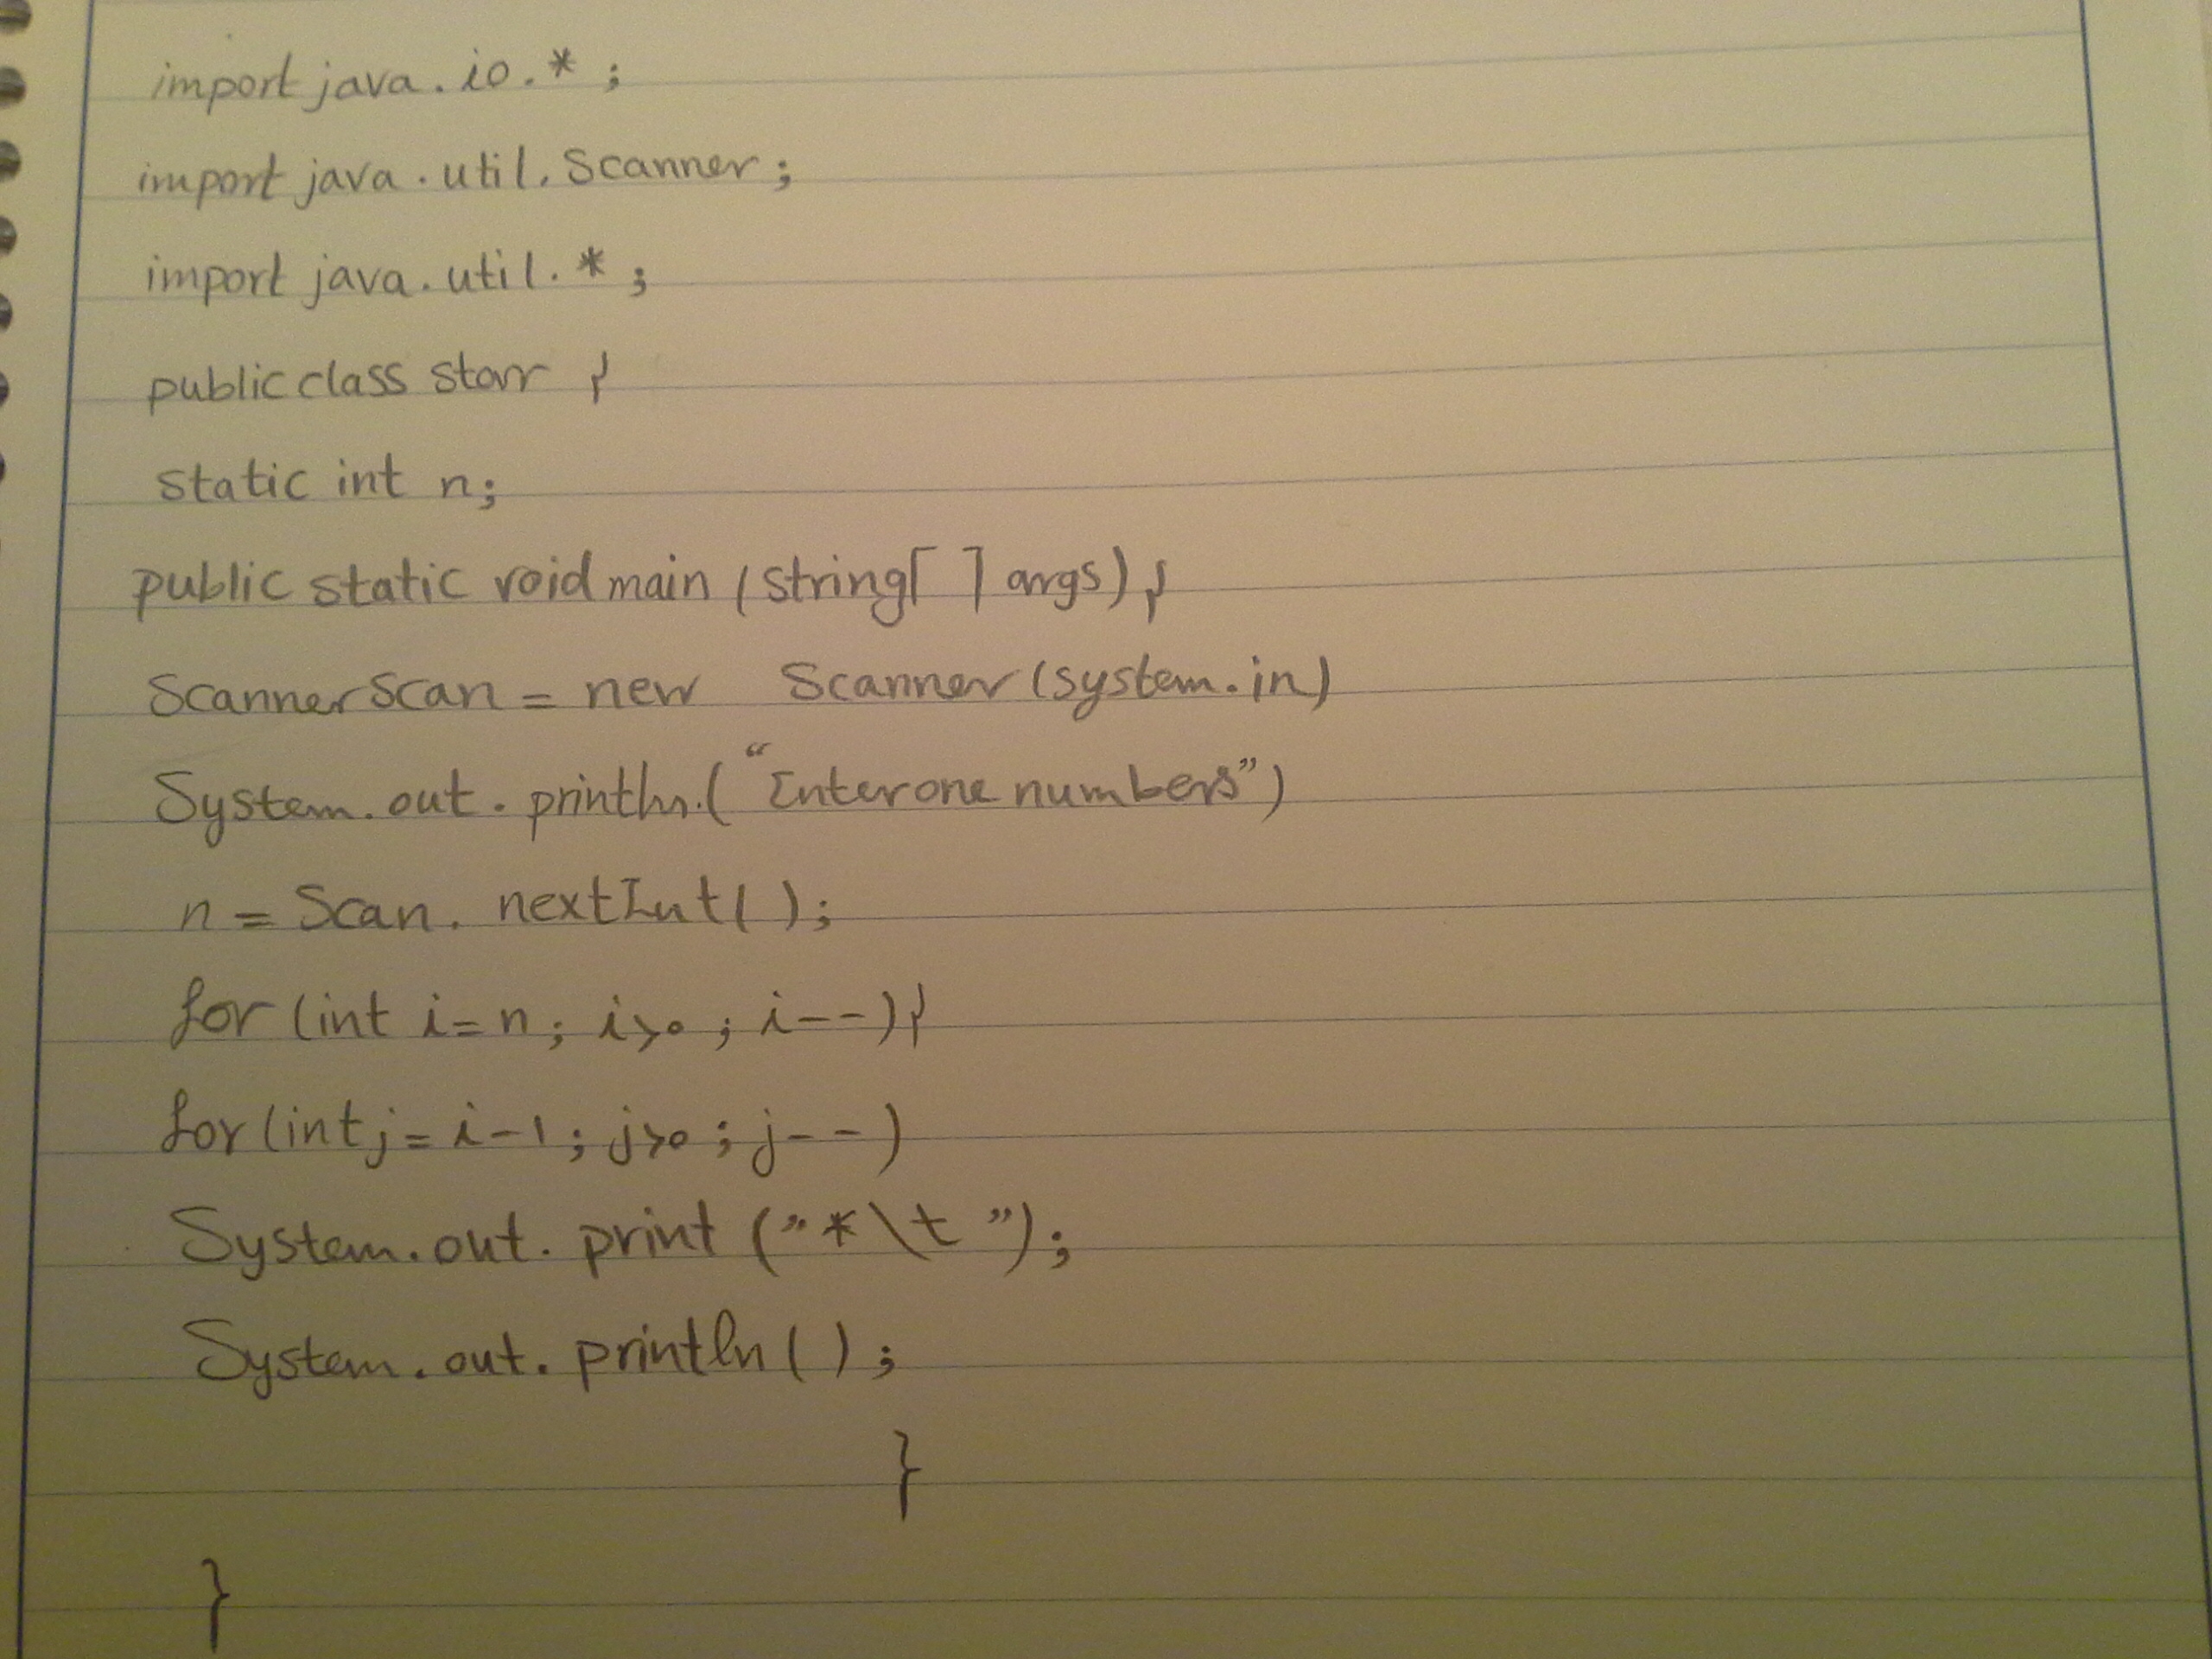 import java.io.*;
import java.util.Scanner;
import java.util.*;
public class starr {
static int n;
public static void main (string[ ] args) {
Scanner Scan = new Scanner (system.in)
System.out.println.("Enter one numbers")
n = Scan. nextInt( );
for (int i=n; i>0 ; i--){
for (int j= i-1; j>0 ; j--)
System.out. print ("*\t ");
System.out. println ( );
}
}